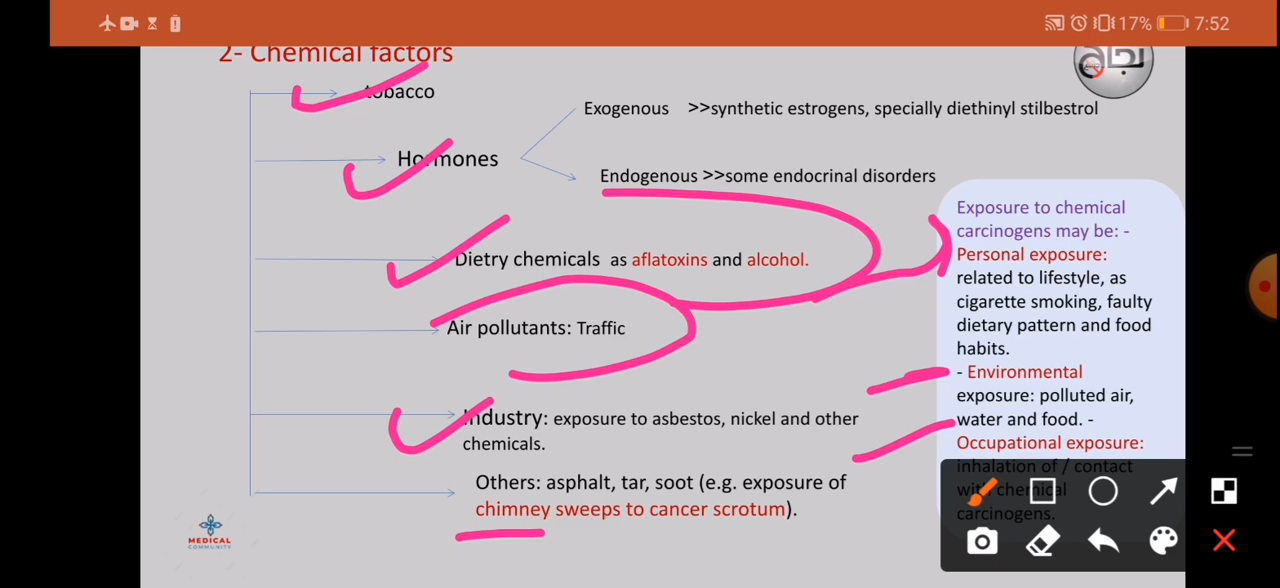 17% 7:52
2- Chemical factors
tobacco
Exogenous >>synthetic estrogens, specially diethinyl stilbestrol
Hormones
Endogenous >>some endocrinal disorders
Dietry chemicals as aflatoxins and alcohol.
Air pollutants: Traffic
Industry: exposure to asbestos, nickel and other
chemicals.
Others: asphalt, tar, soot (e.g. exposure of
chimney sweeps to cancer scrotum).
Exposure to chemical
carcinogens may be: -
Personal exposure:
related to lifestyle, as
cigarette smoking, faulty
dietary pattern and food
habits.
- Environmental
exposure: polluted air,
water and food. -
Occupational exposure:
inhalation of / contact
with chemical
carcinogens.
MEDICAL
COMMUNITY